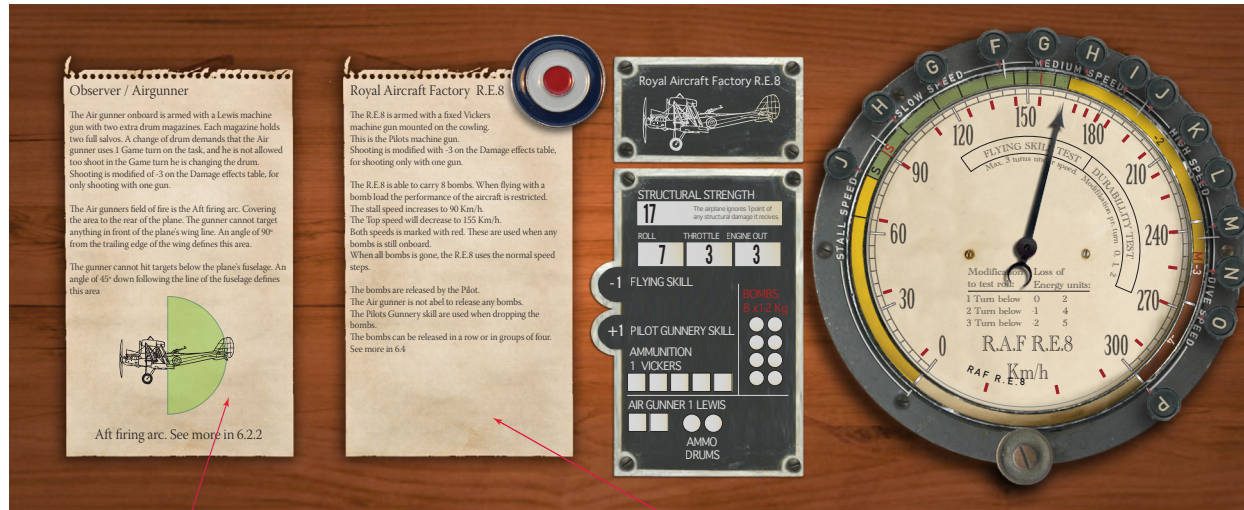 Observer / Airgunner
The Air gunner onboard is armed with a Lewis machine
gun with two extra drum magazines. Each magazine holds
two full salvos. A change of drum demands that the Air
gunner uses 1 Game turn on the task, and he is not allowed
too shoot in the Game turn he is changing the drum.
Shooting is modified of -3 on the Damage effects table, for
only shooting with one gun.
The Air gunners field of fire is the Aft firing arc. Covering
the area to the rear of the plane. The gunner cannot target
anything in front of the plane's wing line. An angle of 90°
from the trailing edge of the wing defines this area.
The gunner cannot hit targets below the plane's fuselage. An
angle of 45° down following the line of the fuselage defines
this area
Aft firing arc. See more in 6.2.2
Royal Aircraft Factory R.E.8
The R.E.8 is armed with a fixed Vickers
machine gun mounted on the cowling.
This is the Pilots machine gun.
Shooting is modified with -3 on the Damage effects table,
for shooting only with one gun.
The R.E.8 is able to carry 8 bombs. When flying with a
bomb load the performance of the aircraft is restricted.
The stall speed increases to 90 Km/h.
The Top speed will decrease to 155 Km/h.
Both speeds is marked with red. These are used when any
bombs is still onboard.
When all bombs is gone, the R.E.8 uses the normal speed
steps.
The bombs are released by the Pilot.
The Air gunner is not abel to release any bombs.
The Pilots Gunnery skill are used when dropping the
bombs.
The bombs can be released in a row or in groups of four.
See more in 6.4
Royal Aircraft Factory R.E.8
STRUCTURAL STRENGTH
17
The airplane ignores 1 point of
any structural damage it recives.
ROLL THROTTLE ENGINE OUT
7 3 3
-1 FLYING SKILL
BOMBS
8 x12 Kg
+1 PILOT GUNNERY SKILL
AMMUNITION
1 VICKERS
AIR GUNNER 1 LEWIS
AMMO
DRUMS
J H G F G H I J K L M N O P
STALL SPEED SLOW SPEED MEDIUM SPEED HIGH SPEED DIVE SPEED
S S -2 M -3 -4
0 30 60 90 120 150 180 210 240 270 300
FLYING SKILL TEST
Max. 3 turns under speed.
DURABILITY TEST
Modification pr. turn 0, 1, 2
Modification Loss of
to test roll: Energy units:
1 Turn below 0 2
2 Turn below -1 4
3 Turn below -2 5
R.A.F R.E.8
Km/h
RAF R.E.8